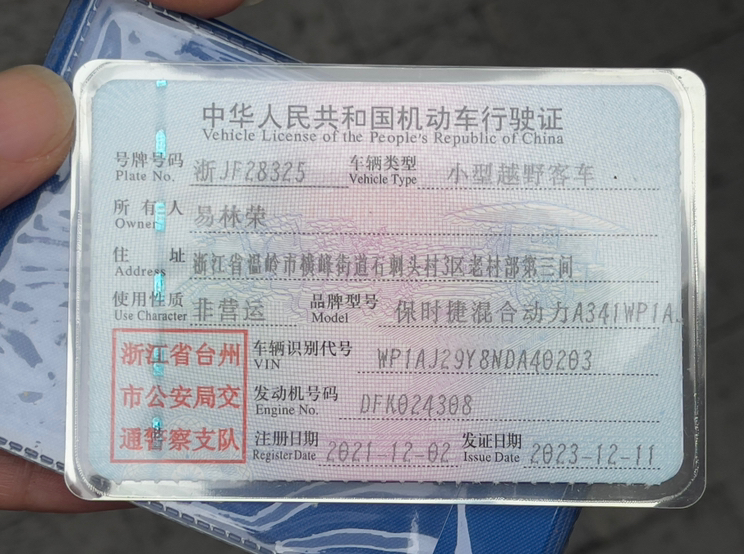 中华人民共和国机动车行驶证
Vehicle License of the People's Republic of China
号牌号码 浙JF28325 车辆类型 小型越野客车
Plate No. Vehicle Type
所有人 易林荣
Owner
住址 浙江省温岭市横峰街道石刺头村3区老村部第三间
Address
使用性质 非营运 品牌型号 保时捷混合动力A341WP1A
Use Character Model
浙江省台州
市公安局交
通警察支队
车辆识别代号 WP1AJ29Y8NDA40203
VIN
发动机号码 DFK024308
Engine No.
注册日期 2021-12-02 发证日期 2023-12-11
Register Date Issue Date